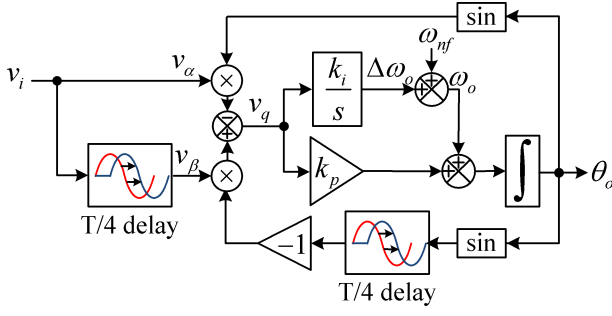 sin
v_i
v_α
×
ω_nf
k_i
s
Δω_o
ω_o
v_q
k_p
∫
θ_o
v_β
×
T/4 delay
−1
T/4 delay
sin